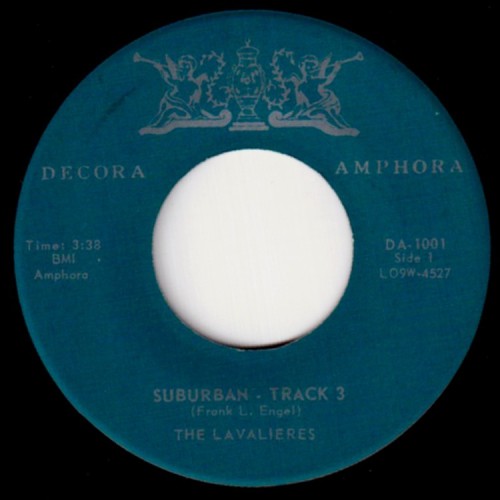 DECORA AMPHORA
Time: 3:38
BMI
Amphora
DA-1001
Side 1
LO9W-4527
SUBURBAN - TRACK 3
(Frank L. Engel)
THE LAVALIERES